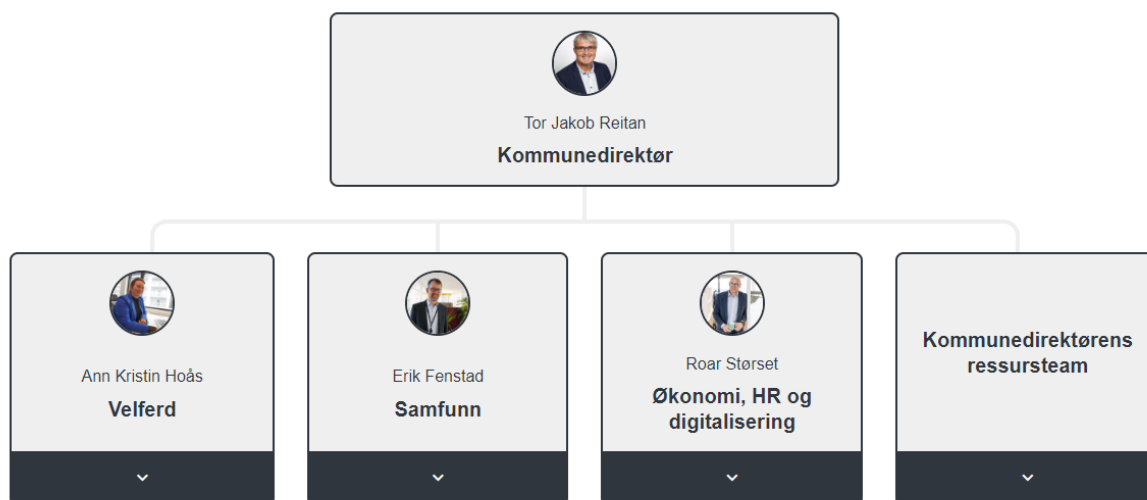 Tor Jakob Reitan
Kommunedirektør
Ann Kristin Hoås
Velferd
Erik Fenstad
Samfunn
Roar Størset
Økonomi, HR og
digitalisering
Kommunedirektørens
ressursteam